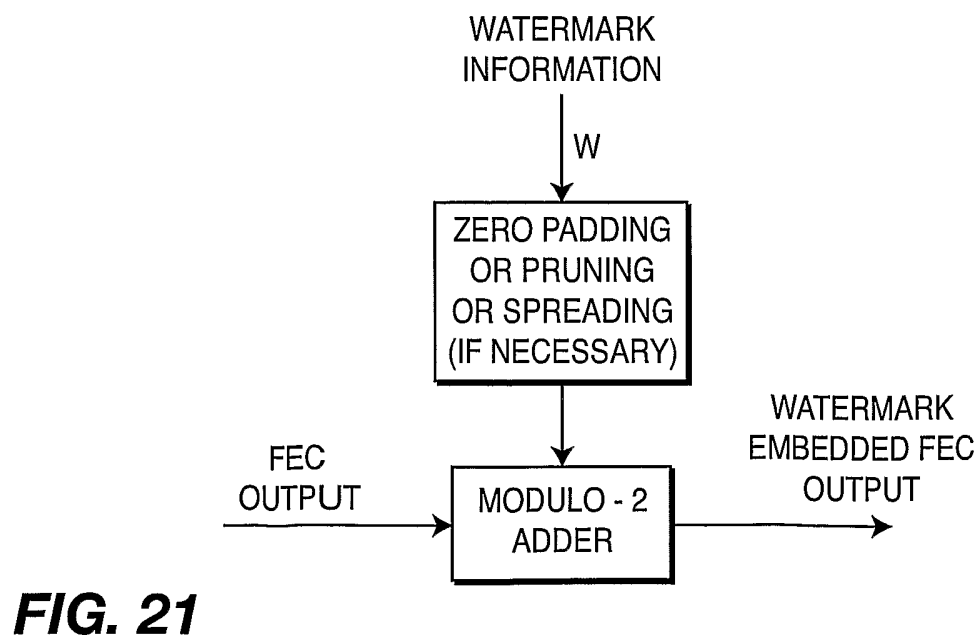 WATERMARK
INFORMATION
W
ZERO PADDING
OR PRUNING
OR SPREADING
(IF NECESSARY)
FEC
OUTPUT
MODULO - 2
ADDER
WATERMARK
EMBEDDED FEC
OUTPUT
FIG. 21